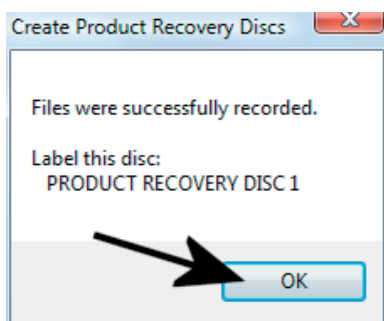 Create Product Recovery Discs
Files were successfully recorded.
Label this disc:
PRODUCT RECOVERY DISC 1
OK